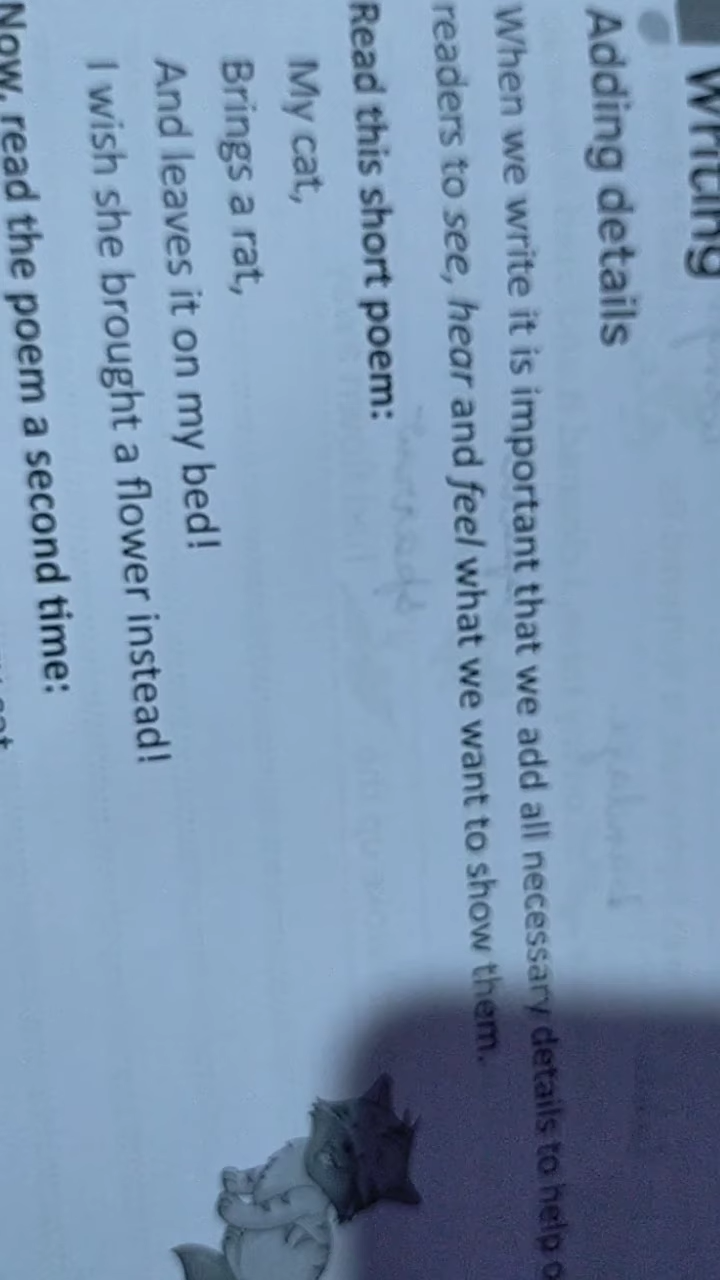 Writing
Adding details
When we write it is important that we add all necessary details to help
readers to see, hear and feel what we want to show them.
Read this short poem:
My cat,
Brings a rat,
And leaves it on my bed!
I wish she brought a flower instead!
Now, read the poem a second time: